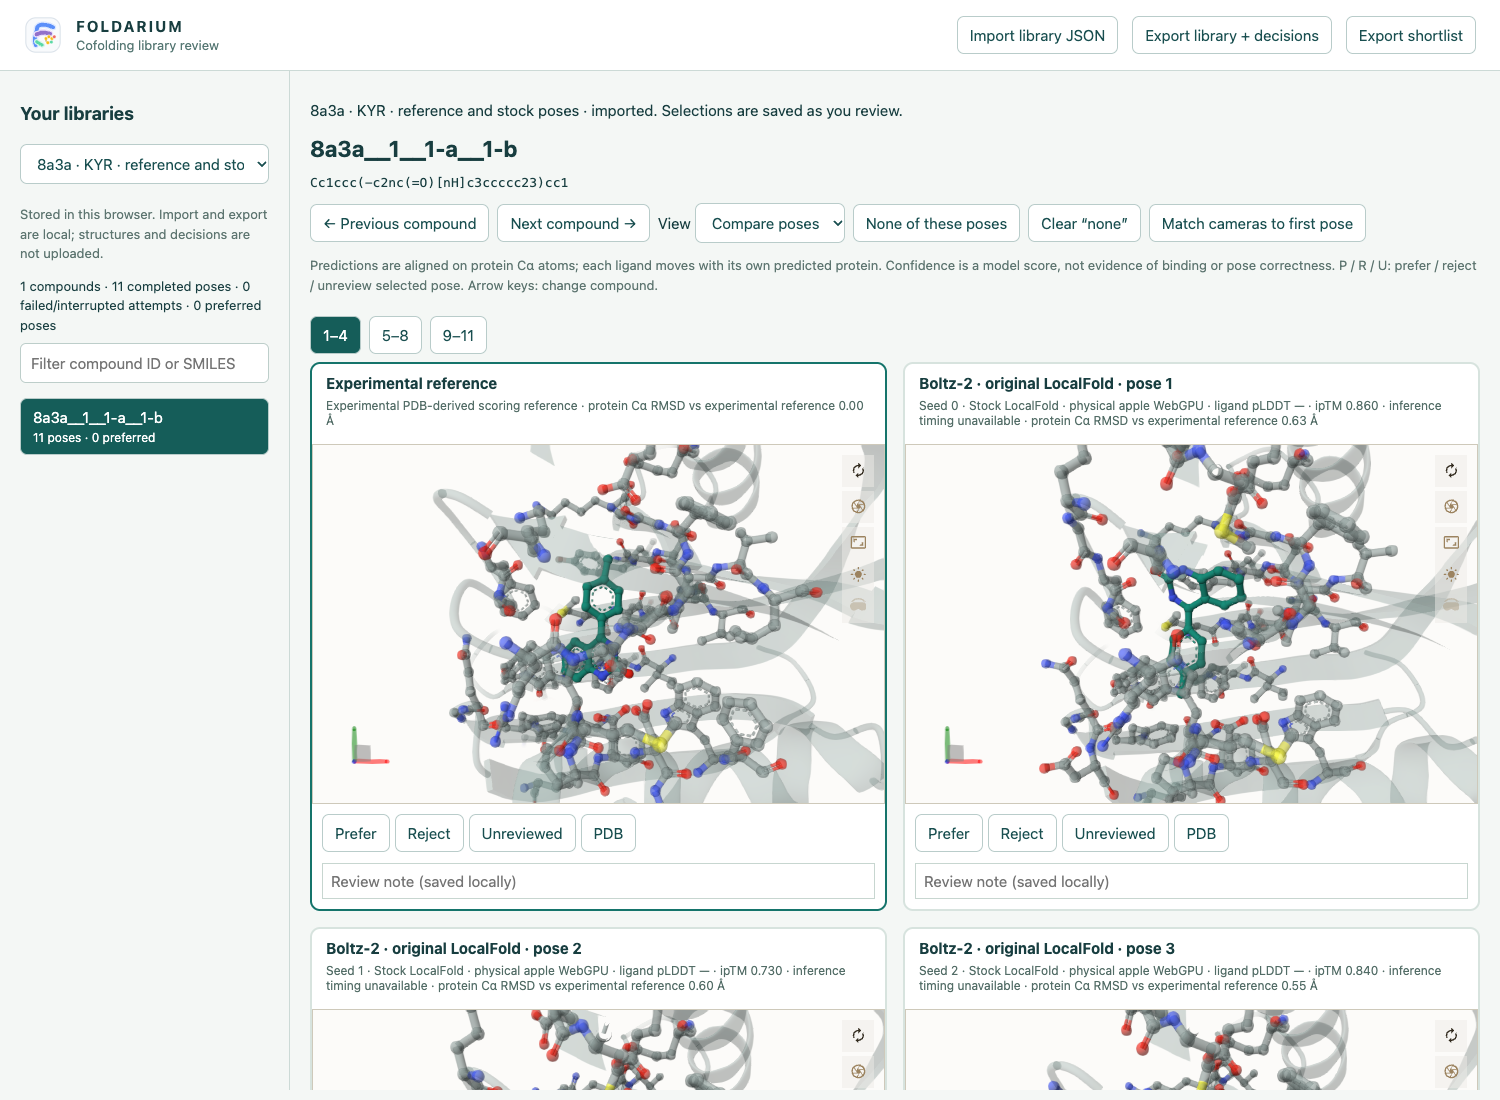 FOLDARIUM
Cofolding library review
Import library JSON
Export library + decisions
Export shortlist
Your libraries
8a3a · KYR · reference and sto
Stored in this browser. Import and export
are local; structures and decisions are
not uploaded.
1 compounds · 11 completed poses · 0
failed/interrupted attempts · 0 preferred
poses
Filter compound ID or SMILES
8a3a__1__1-a__1-b
11 poses · 0 preferred
8a3a · KYR · reference and stock poses · imported. Selections are saved as you review.
8a3a__1__1-a__1-b
Cc1ccc(-c2nc(=O)[nH]c3ccccc23)cc1
← Previous compound
Next compound →
View
Compare poses
None of these poses
Clear “none”
Match cameras to first pose
Predictions are aligned on protein Cα atoms; each ligand moves with its own predicted protein. Confidence is a model score, not evidence of binding or pose correctness. P / R / U: prefer / reject
/ unreview selected pose. Arrow keys: change compound.
1–4
5–8
9–11
Experimental reference
Experimental PDB-derived scoring reference · protein Cα RMSD vs experimental reference 0.00
Å
Prefer
Reject
Unreviewed
PDB
Review note (saved locally)
Boltz-2 · original LocalFold · pose 1
Seed 0 · Stock LocalFold · physical apple WebGPU · ligand pLDDT — · ipTM 0.860 · inference
timing unavailable · protein Cα RMSD vs experimental reference 0.63 Å
Prefer
Reject
Unreviewed
PDB
Review note (saved locally)
Boltz-2 · original LocalFold · pose 2
Seed 1 · Stock LocalFold · physical apple WebGPU · ligand pLDDT — · ipTM 0.730 · inference
timing unavailable · protein Cα RMSD vs experimental reference 0.60 Å
Boltz-2 · original LocalFold · pose 3
Seed 2 · Stock LocalFold · physical apple WebGPU · ligand pLDDT — · ipTM 0.840 · inference
timing unavailable · protein Cα RMSD vs experimental reference 0.55 Å